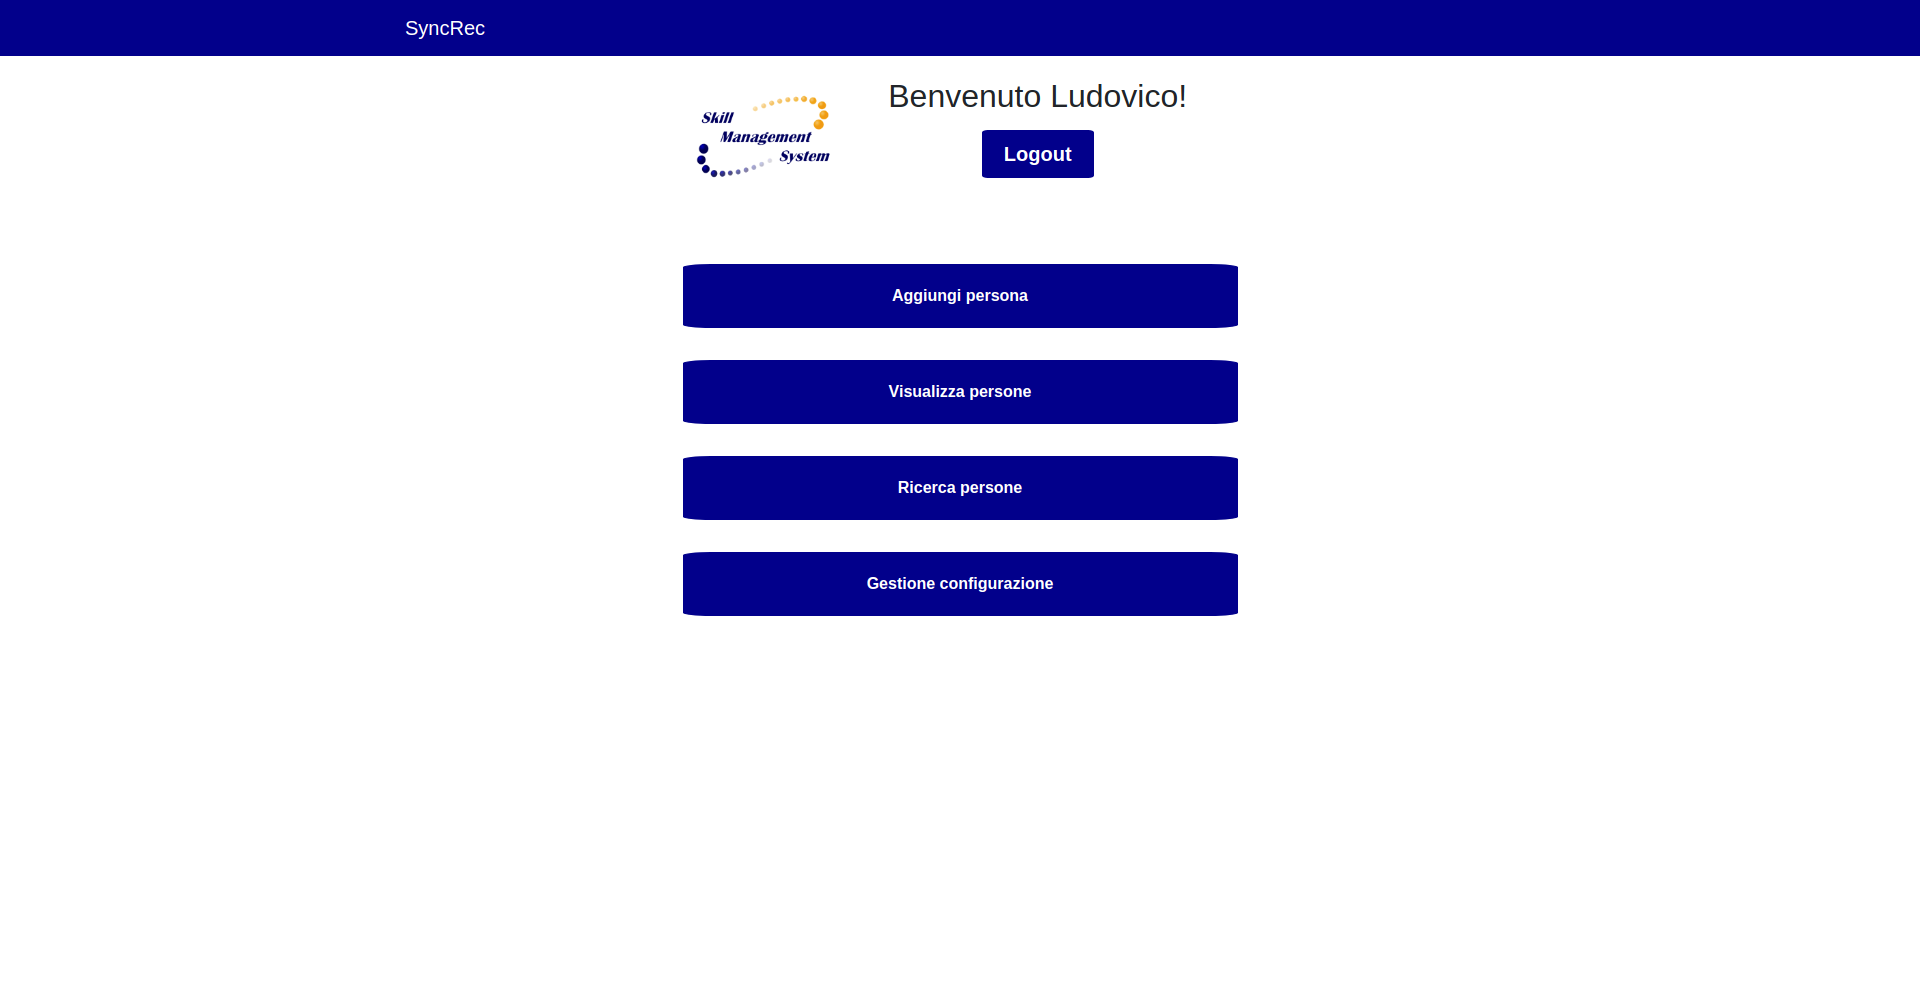 SyncRec
Skill
Management
System
Benvenuto Ludovico!
Logout
Aggiungi persona
Visualizza persone
Ricerca persone
Gestione configurazione